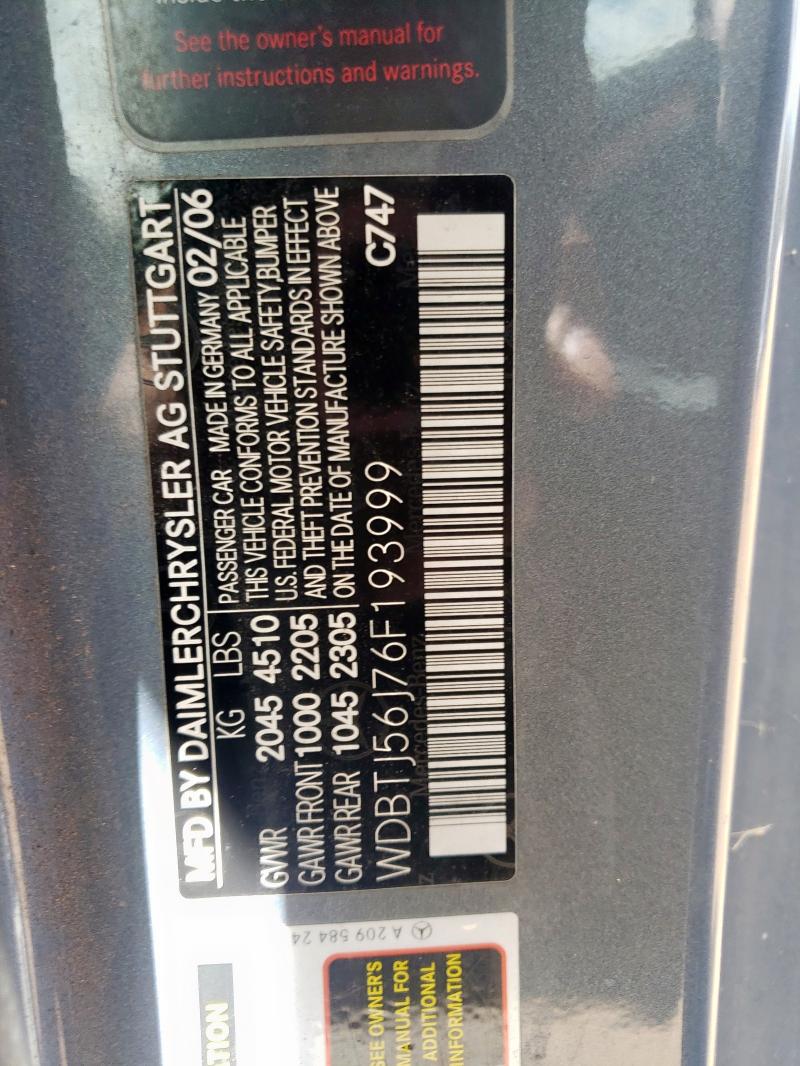 See the owner's manual for
further instructions and warnings.
MFD BY DAIMLERCHRYSLER AG STUTTGART
KG LBS PASSENGER CAR MADE IN GERMANY 02/06
GVWR 2045 4510 THIS VEHICLE CONFORMS TO ALL APPLICABLE
U.S. FEDERAL MOTOR VEHICLE SAFETY,BUMPER
GAWR FRONT 1000 2205 AND THEFT PREVENTION STANDARDS IN EFFECT
GAWR REAR 1045 2305 ON THE DATE OF MANUFACTURE SHOWN ABOVE
WDBTJ56J76F193999 C747
Mercedes-Benz
A 209 584 24
SEE OWNER'S
MANUAL FOR
ADDITIONAL
INFORMATION